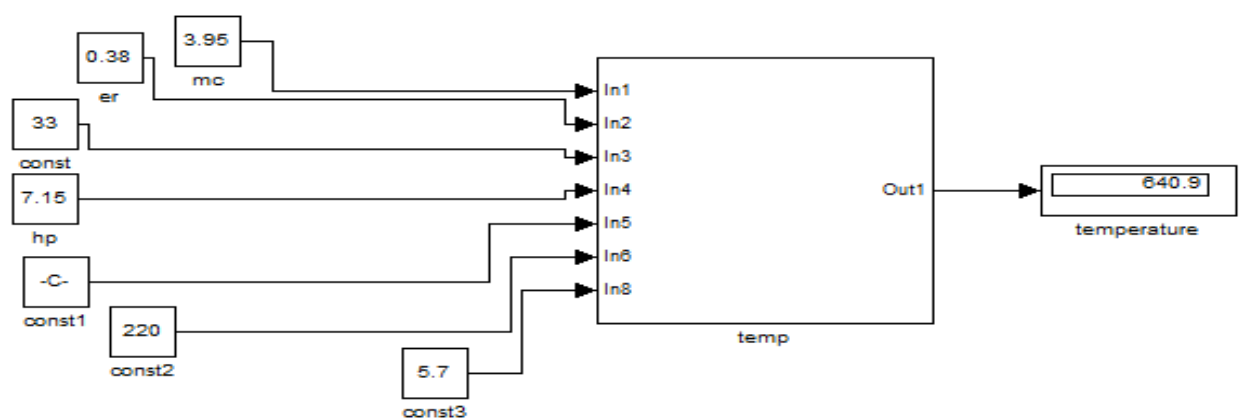 3.95
mc
0.38
er
33
const
7.15
hp
-C-
const1
220
const2
5.7
const3
In1
In2
In3
In4
In5
In6
In8
Out1
temp
640.9
temperature